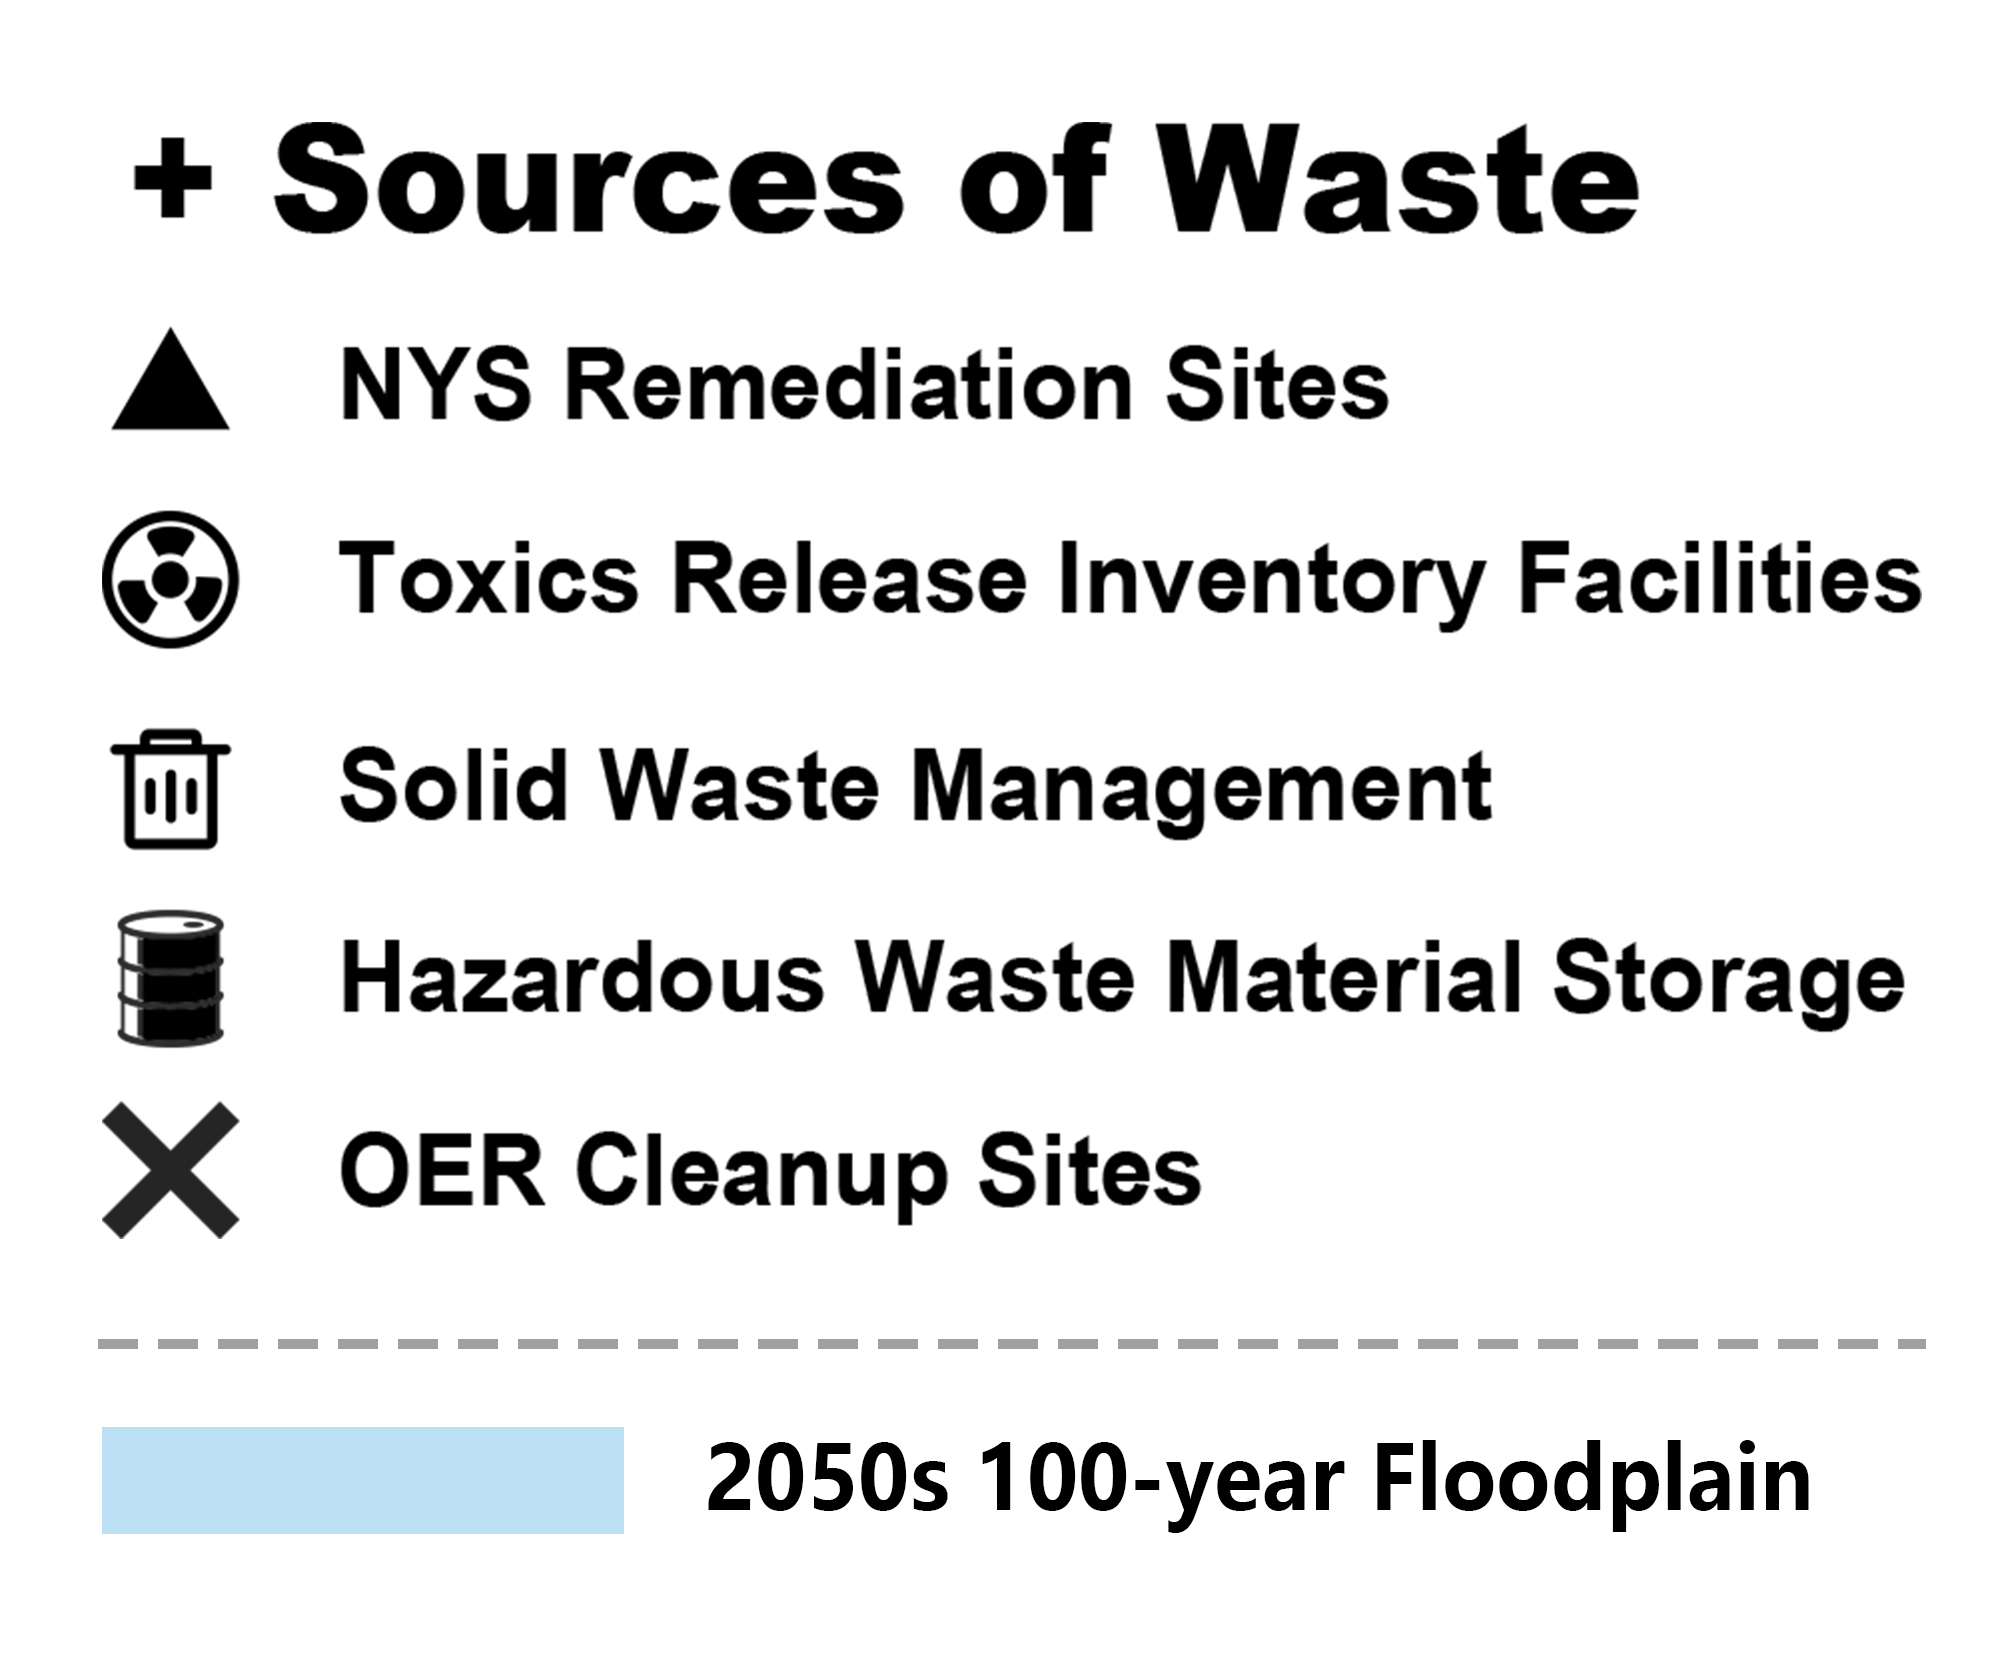 + Sources of Waste
NYS Remediation Sites
Toxics Release Inventory Facilities
Solid Waste Management
Hazardous Waste Material Storage
OER Cleanup Sites
2050s 100-year Floodplain